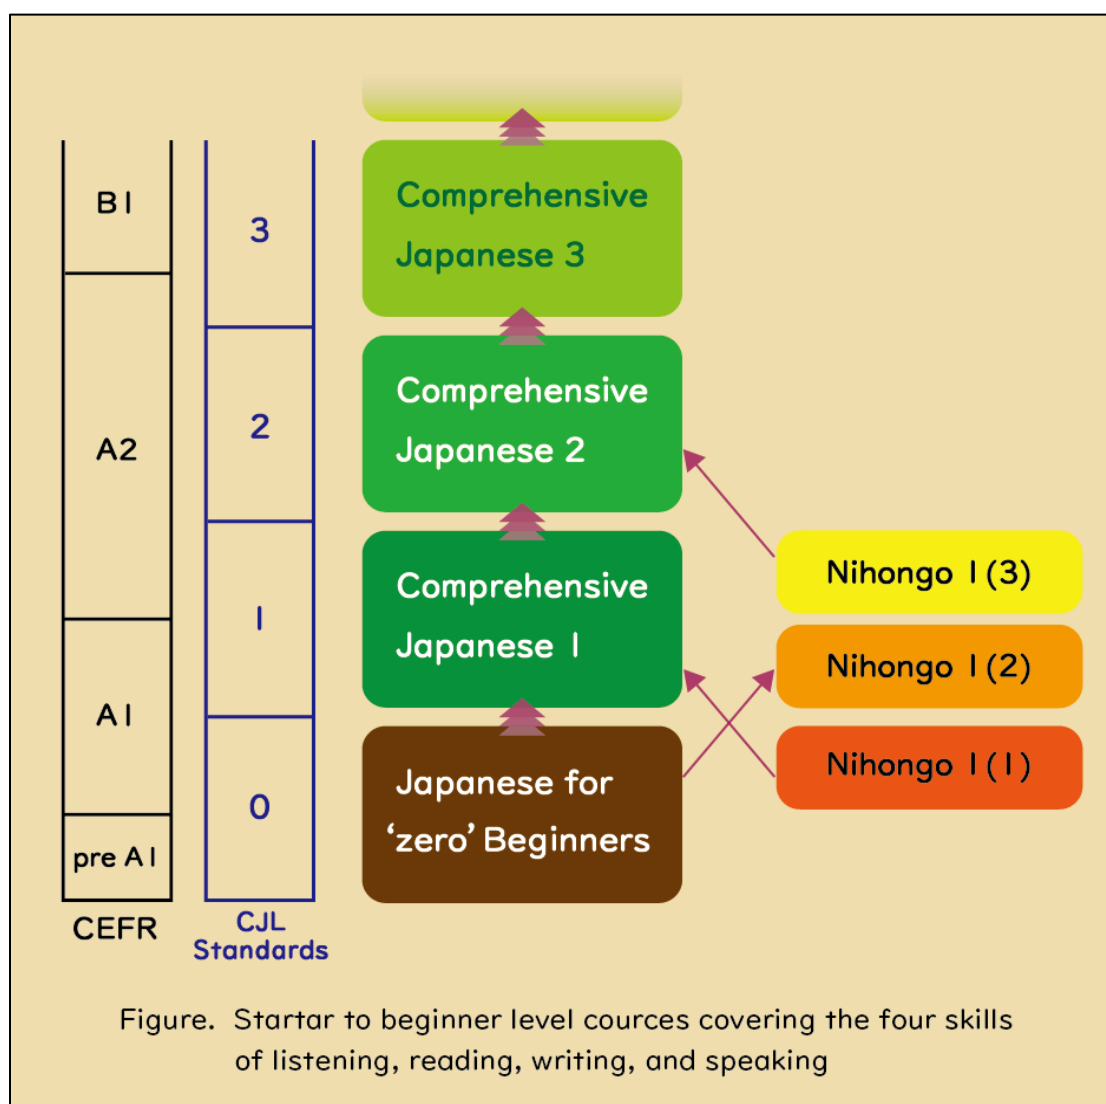 B1
A2
A1
pre A1
CEFR
3
2
1
0
CJL
Standards
Comprehensive
Japanese 3
Comprehensive
Japanese 2
Comprehensive
Japanese 1
Japanese for
‘zero’ Beginners
Nihongo 1(3)
Nihongo 1(2)
Nihongo 1(1)
Figure. Startar to beginner level cources covering the four skills
of listening, reading, writing, and speaking